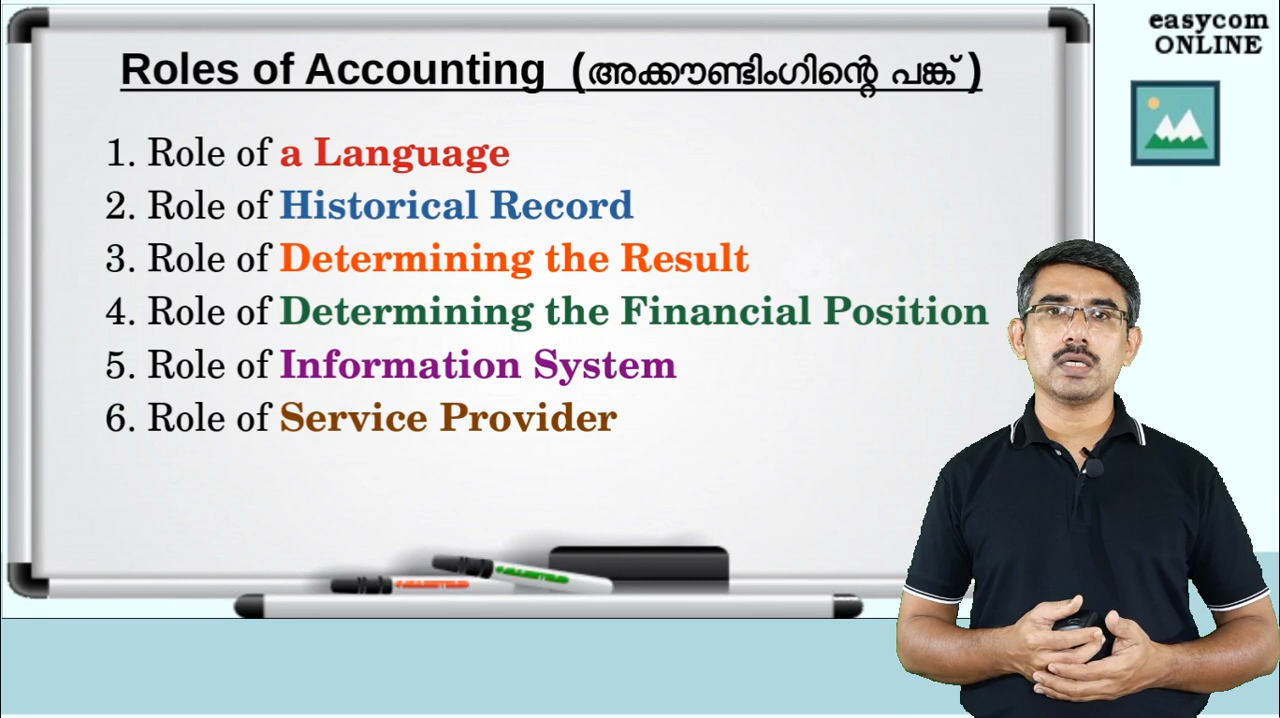 easycom
ONLINE
Roles of Accounting (അക്കൗണ്ടിംഗിന്റെ പങ്ക് )
1. Role of a Language
2. Role of Historical Record
3. Role of Determining the Result
4. Role of Determining the Financial Position
5. Role of Information System
6. Role of Service Provider